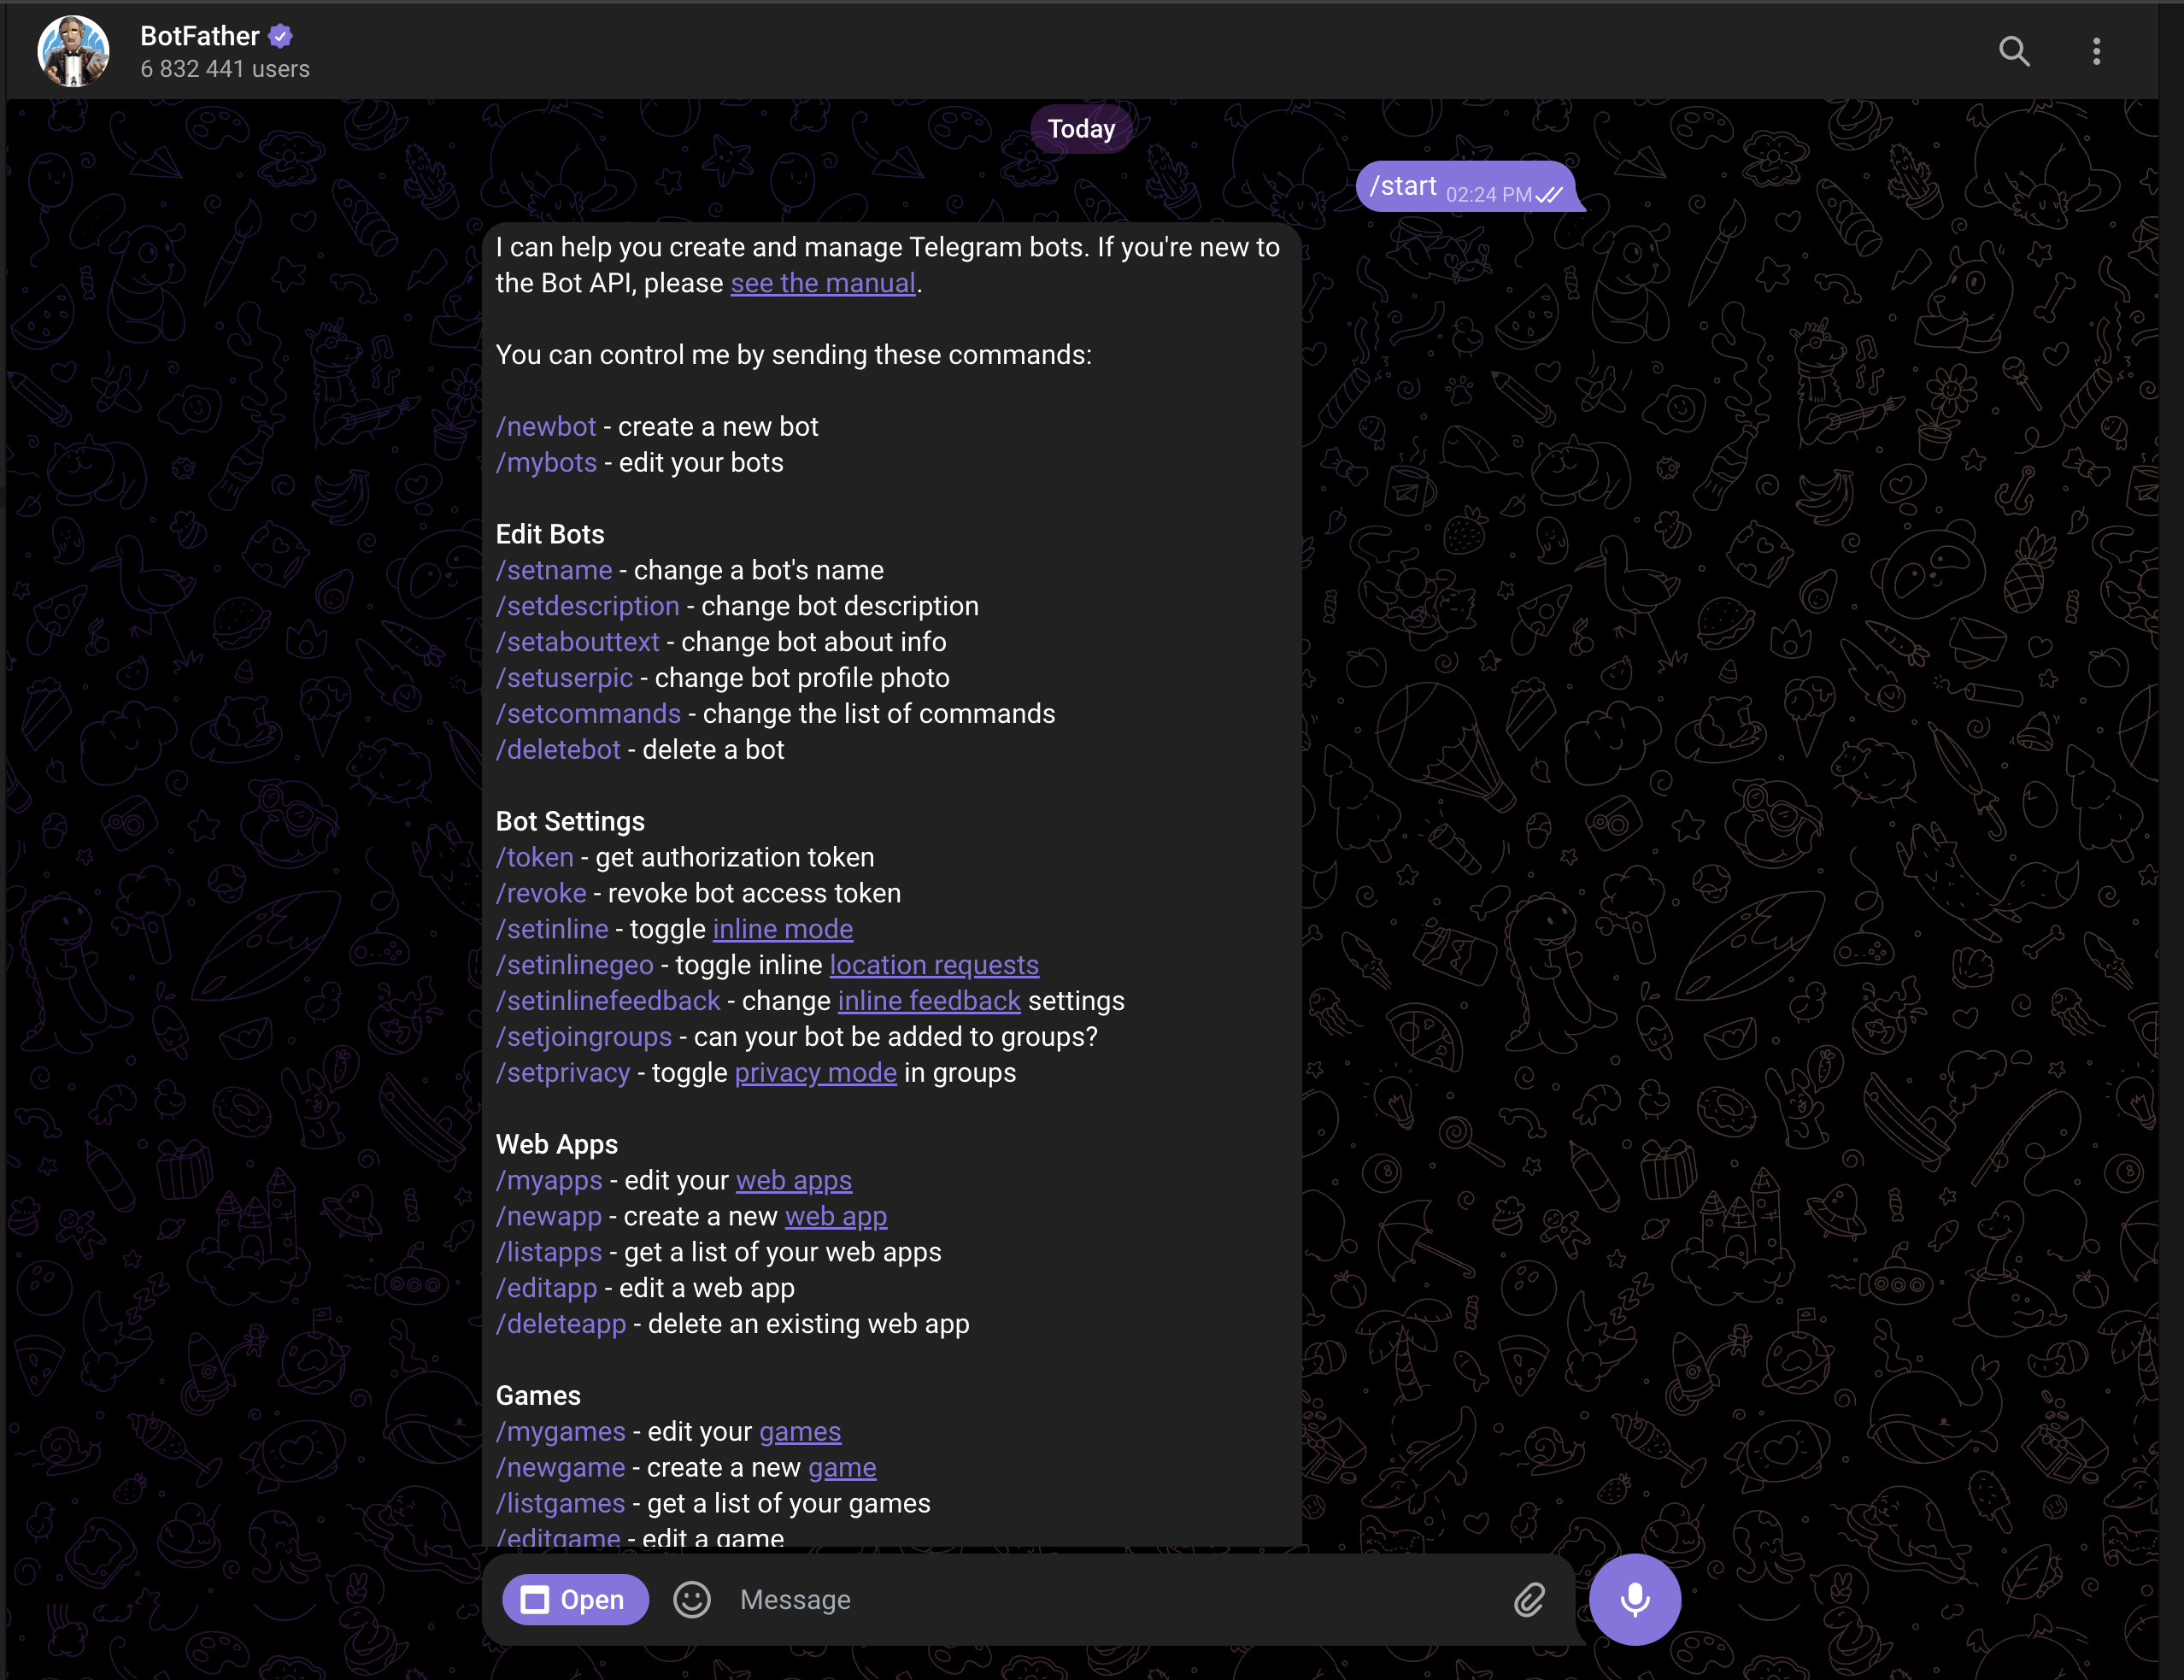 BotFather
6 832 441 users
Today
/start 02:24 PM
I can help you create and manage Telegram bots. If you're new to
the Bot API, please see the manual.
You can control me by sending these commands:
/newbot - create a new bot
/mybots - edit your bots
Edit Bots
/setname - change a bot's name
/setdescription - change bot description
/setabouttext - change bot about info
/setuserpic - change bot profile photo
/setcommands - change the list of commands
/deletebot - delete a bot
Bot Settings
/token - get authorization token
/revoke - revoke bot access token
/setinline - toggle inline mode
/setinlinegeo - toggle inline location requests
/setinlinefeedback - change inline feedback settings
/setjoingroups - can your bot be added to groups?
/setprivacy - toggle privacy mode in groups
Web Apps
/myapps - edit your web apps
/newapp - create a new web app
/listapps - get a list of your web apps
/editapp - edit a web app
/deleteapp - delete an existing web app
Games
/mygames - edit your games
/newgame - create a new game
/listgames - get a list of your games
/editgame - edit a game
Open
Message